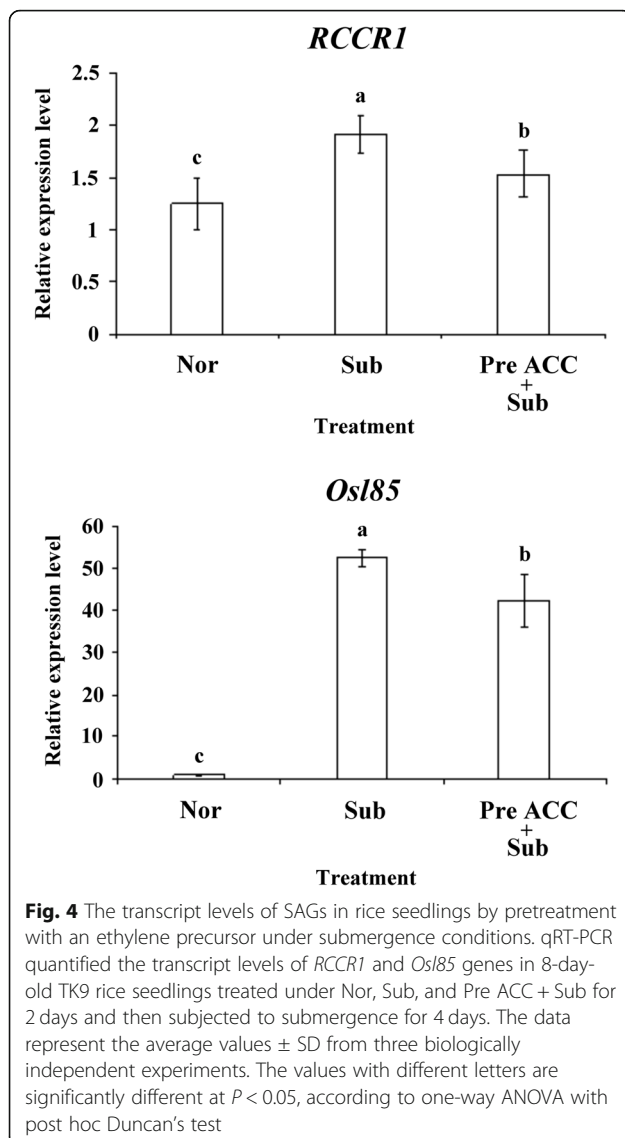 RCCR1
2.5
2
1.5
1
0.5
0
Relative expression level
c
a
b
Nor
Sub
Pre ACC
+
Sub
Treatment
Osl85
60
50
40
30
20
10
0
Relative expression level
c
a
b
Nor
Sub
Pre ACC
+
Sub
Treatment
Fig. 4 The transcript levels of SAGs in rice seedlings by pretreatment
with an ethylene precursor under submergence conditions. qRT-PCR
quantified the transcript levels of RCCR1 and Osl85 genes in 8-day-
old TK9 rice seedlings treated under Nor, Sub, and Pre ACC + Sub for
2 days and then subjected to submergence for 4 days. The data
represent the average values ± SD from three biologically
independent experiments. The values with different letters are
significantly different at P < 0.05, according to one-way ANOVA with
post hoc Duncan's test